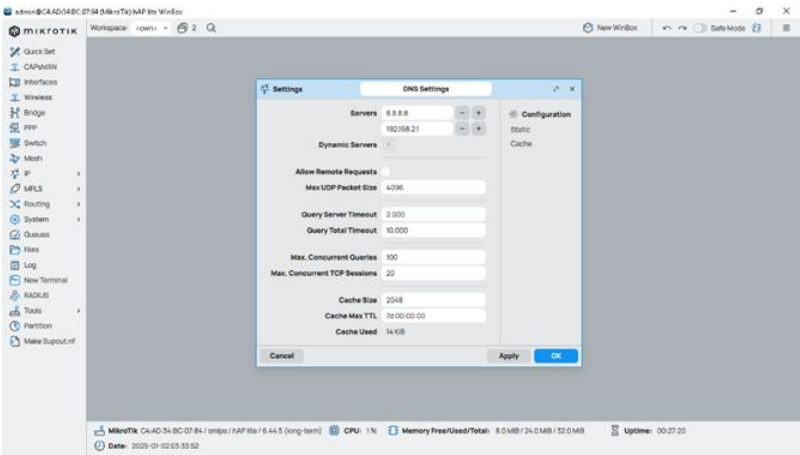 admin@C4:AD:34:BC:07:84 (MikroTik) hAP lite WinBox
MikroTik
Workspace: <own> 2
New WinBox
Safe Mode
Quick Set
CAPsMAN
Interfaces
Wireless
Bridge
PPP
Switch
Mesh
IP
MPLS
Routing
System
Queues
Files
Log
New Terminal
RADIUS
Tools
Partition
Make Supout.rif
Settings
DNS Settings
Servers 8.8.8.8 - +
192.168.2.1 - +
Dynamic Servers
Allow Remote Requests
Max UDP Packet Size 4096
Query Server Timeout 2.000
Query Total Timeout 10.000
Max. Concurrent Queries 100
Max. Concurrent TCP Sessions 20
Cache Size 2048
Cache Max TTL 7d 00:00:00
Cache Used 14 KiB
Configuration
Static
Cache
Cancel Apply OK
MikroTik C4:AD:34:BC:07:84 / smips / hAP lite / 6.44.5 (long-term) CPU: 1% Memory Free/Used/Total: 8.0 MiB / 24.0 MiB / 32.0 MiB Uptime: 00:27:20
Date: 2025-01-02 03:33:52